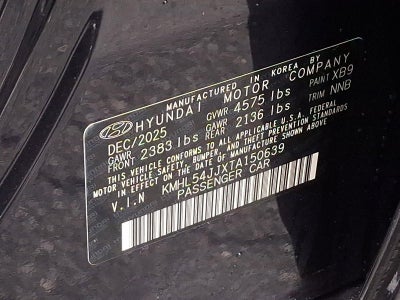 MANUFACTURED IN KOREA BY
HYUNDAI MOTOR COMPANY
DEC/2025 GVWR 4575 lbs PAINT XB9
GAWR FRONT 2383 lbs GAWR REAR 2136 lbs TRIM NNB
THIS VEHICLE CONFORMS TO ALL APPLICABLE U.S.A FEDERAL
MOTOR VEHICLE SAFETY, BUMPER, AND THEFT PREVENTION STANDARDS
IN EFFECT ON THE DATE OF MANUFACTURE SHOWN ABOVE.
V.I.N KMHL54JJXTA150639
PASSENGER CAR